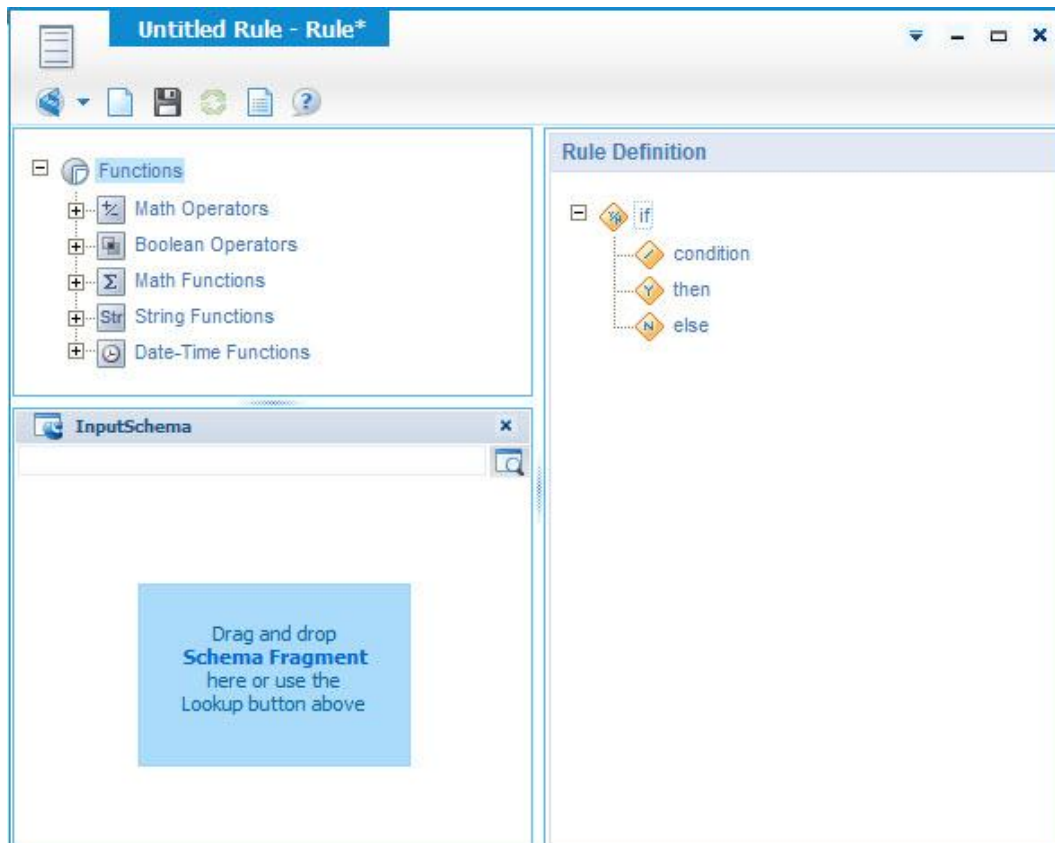 Untitled Rule - Rule*
Functions
Math Operators
Boolean Operators
Math Functions
Str String Functions
Date-Time Functions
InputSchema
Drag and drop
Schema Fragment
here or use the
Lookup button above
Rule Definition
if
condition
Y then
N else